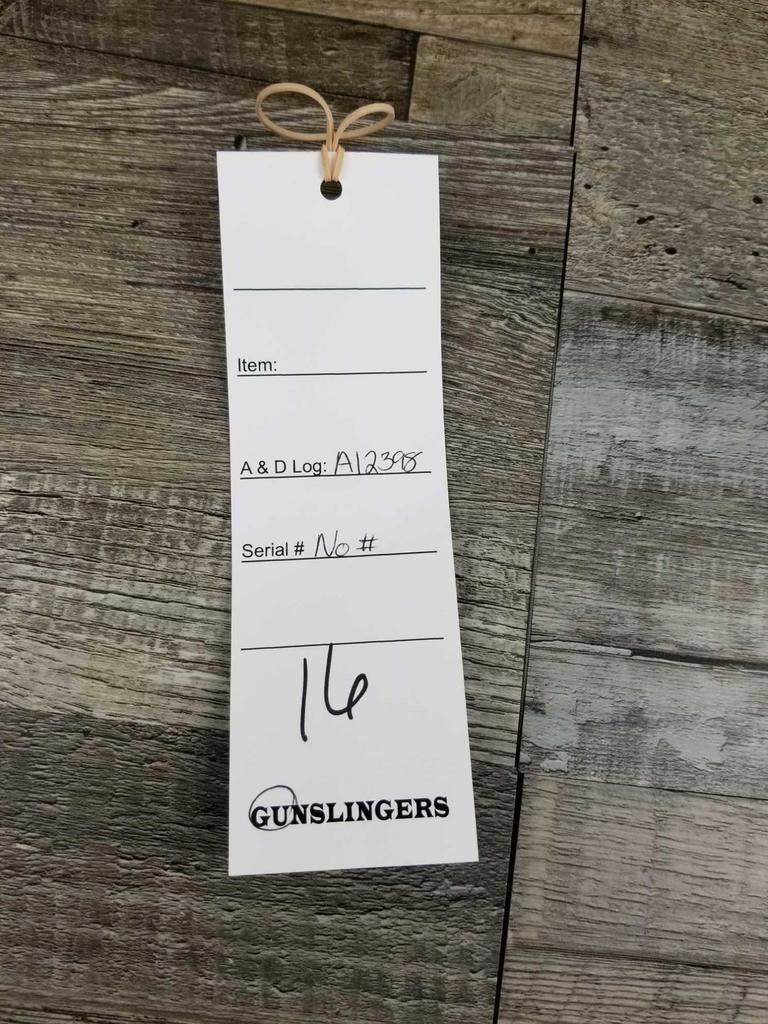 Item:
A & D Log: A12398
Serial # No #
16
GUNSLINGERS